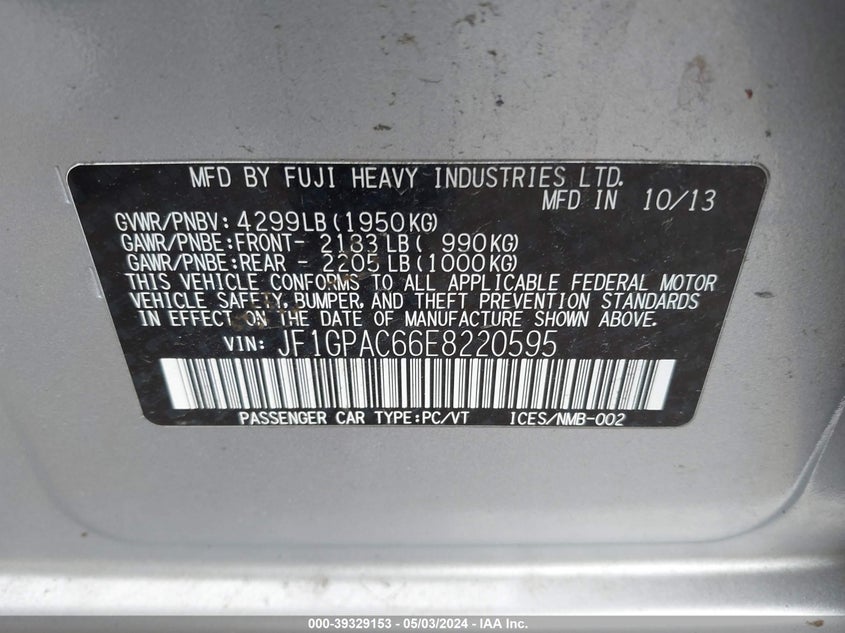 MFD BY FUJI HEAVY INDUSTRIES LTD.
MFD IN 10/13
GVWR/PNBV: 4299LB(1950KG)
GAWR/PNBE:FRONT- 2183LB( 990KG)
GAWR/PNBE:REAR - 2205LB(1000KG)
THIS VEHICLE CONFORMS TO ALL APPLICABLE FEDERAL MOTOR
VEHICLE SAFETY, BUMPER, AND THEFT PREVENTION STANDARDS
IN EFFECT ON THE DATE OF MANUFACTURE SHOWN ABOVE.
VIN: JF1GPAC66E8220595
PASSENGER CAR TYPE:PC/VT ICES/NMB-002
000-39329153 - 05/03/2024 - IAA Inc.